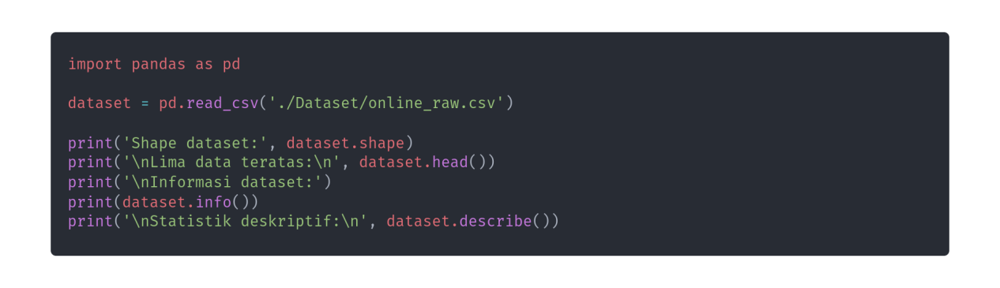 import pandas as pd
dataset = pd.read_csv('./Dataset/online_raw.csv')
print('Shape dataset:', dataset.shape)
print('\nLima data teratas:\n', dataset.head())
print('\nInformasi dataset:')
print(dataset.info())
print('\nStatistik deskriptif:\n', dataset.describe())